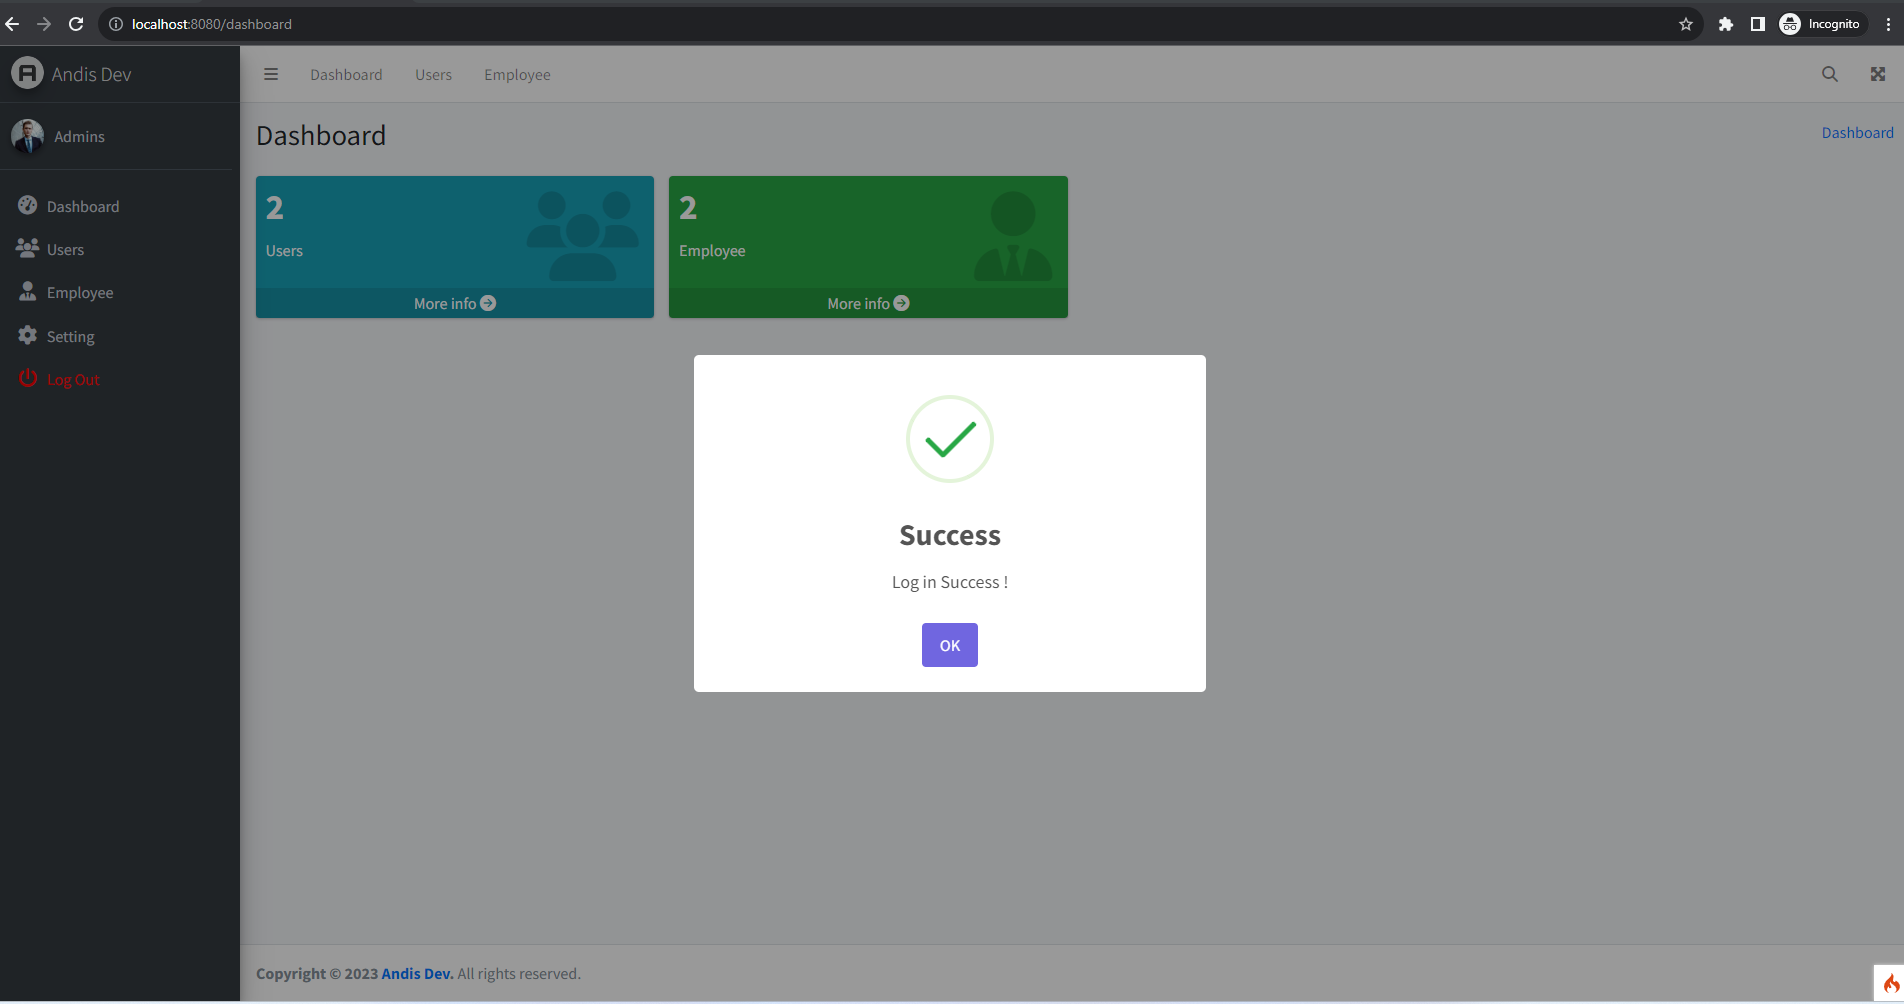 localhost:8080/dashboard
Incognito
Andis Dev
Dashboard Users Employee
Admins
Dashboard
Dashboard
Dashboard
Users
Employee
Setting
Log Out
2
Users
More info
2
Employee
More info
Success
Log in Success !
OK
Copyright © 2023 Andis Dev. All rights reserved.